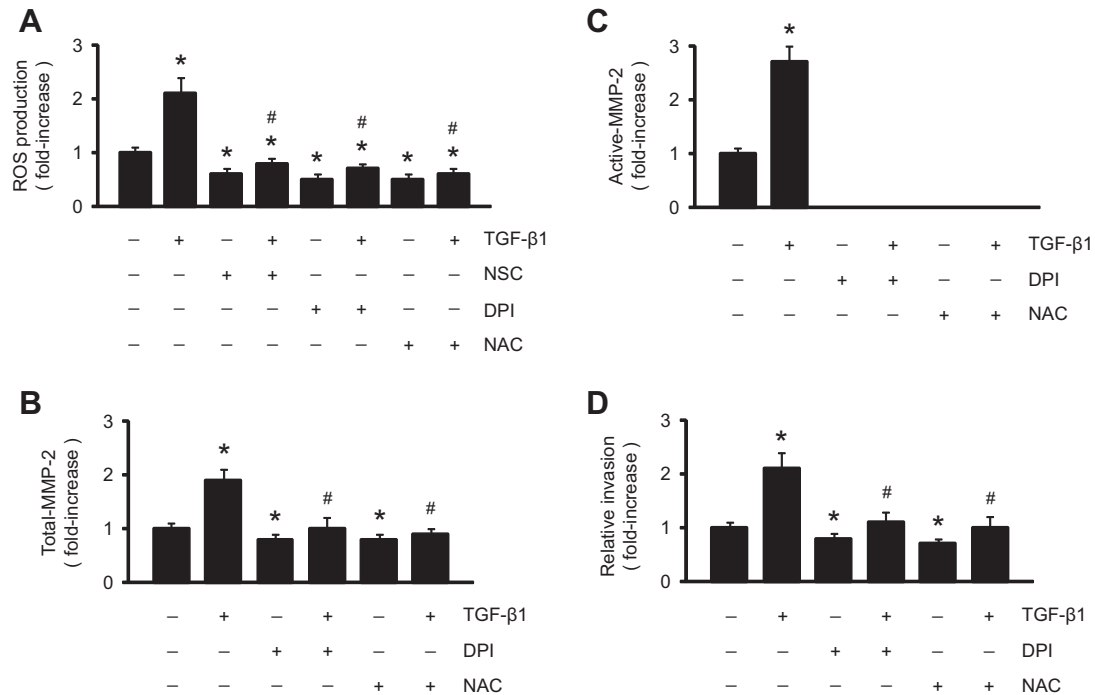 A
ROS production
( fold-increase )
3
2
1
0
*
* # * * # * * # *
– + – + – + – + TGF-β1
– – + + – – – – NSC
– – – – + + – – DPI
– – – – – – + + NAC
B
Total-MMP-2
( fold-increase )
3
2
1
0
* * # * #
– + – + – + TGF-β1
– – + + – – DPI
– – – – + + NAC
C
Active-MMP-2
( fold-increase )
3
2
1
0
*
– + – + – + TGF-β1
– – + + – – DPI
– – – – + + NAC
D
Relative invasion
( fold-increase )
3
2
1
0
* * # * #
– + – + – + TGF-β1
– – + + – – DPI
– – – – + + NAC